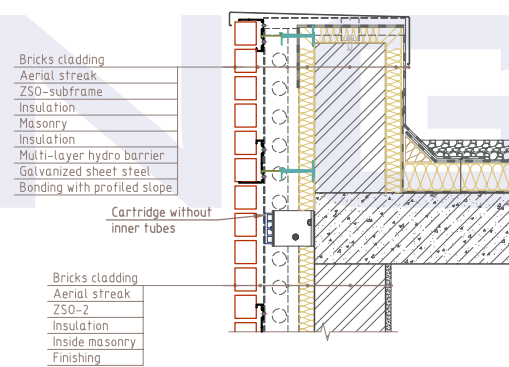 Bricks cladding
Aerial streak
ZSO-subframe
Insulation
Masonry
Insulation
Multi-layer hydro barrier
Galvanized sheet steel
Bonding with profiled slope
Cartridge without
inner tubes
Bricks cladding
Aerial streak
ZSO-2
Insulation
Inside masonry
Finishing